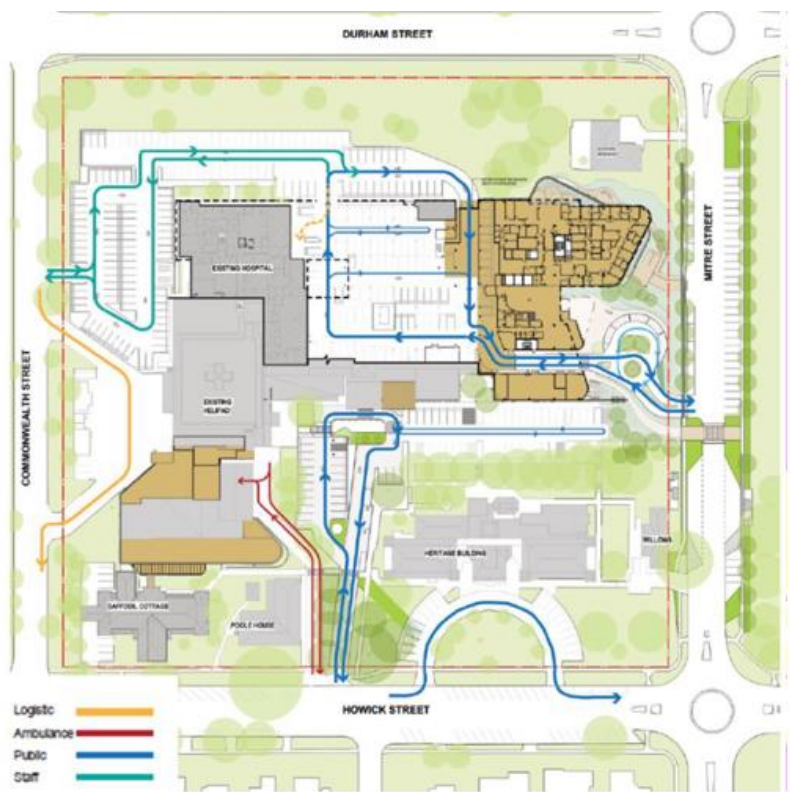 DURHAM STREET
MITRE STREET
EXISTING HOSPITAL
COMMONWEALTH STREET
EXISTING
HELIPAD
HERITAGE BUILDING
WILLOWS
DAFFODIL COTTAGE
POOLE HOUSE
HOWICK STREET
Logistic
Ambulance
Public
Staff